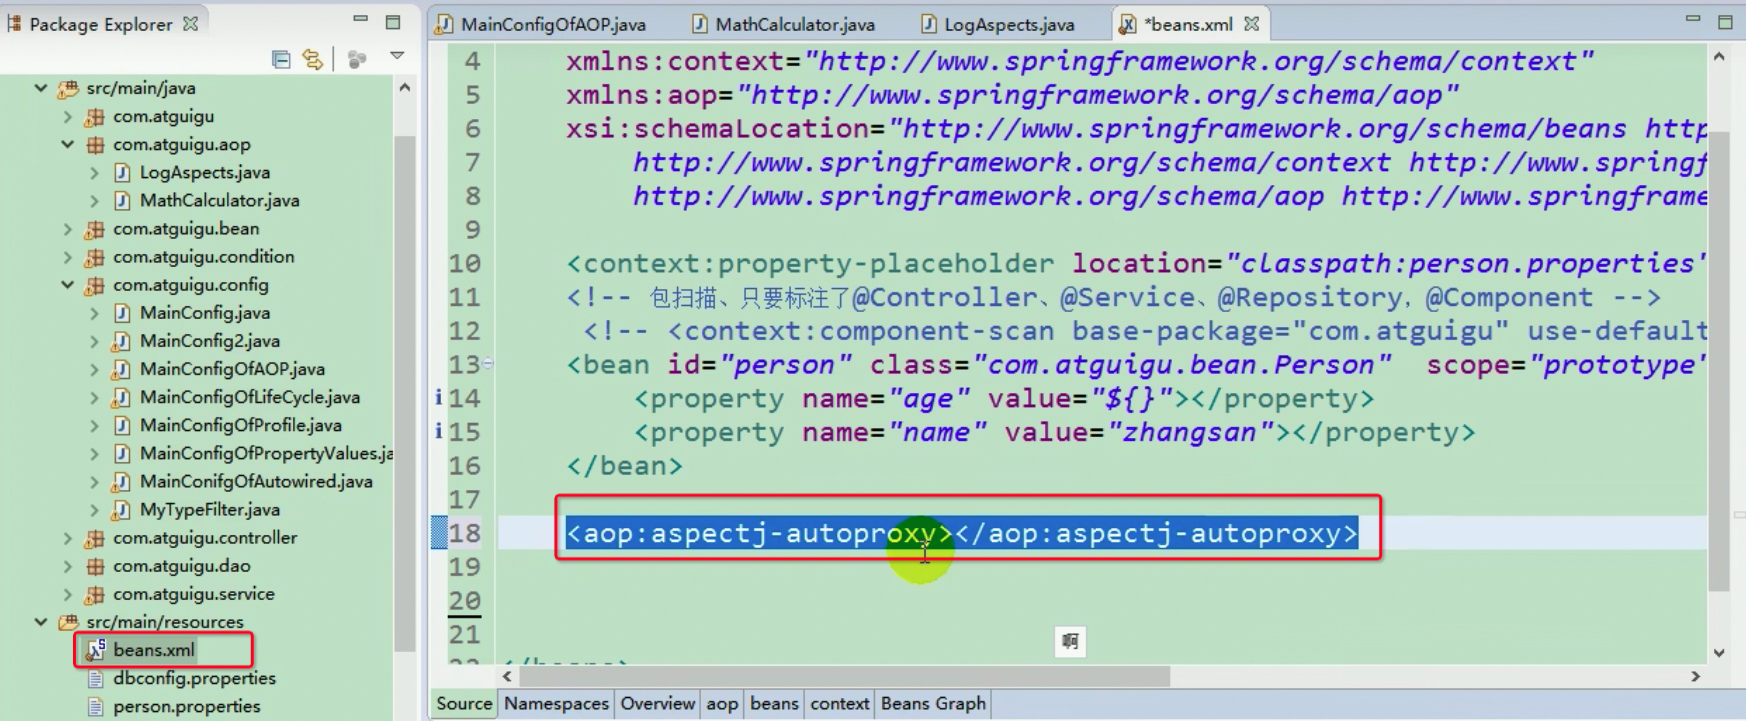 Package Explorer
src/main/java
com.atguigu
com.atguigu.aop
LogAspects.java
MathCalculator.java
com.atguigu.bean
com.atguigu.condition
com.atguigu.config
MainConfig.java
MainConfig2.java
MainConfigOfAOP.java
MainConfigOfLifeCycle.java
MainConfigOfProfile.java
MainConfigOfPropertyValues.ja
MainConifgOfAutowired.java
MyTypeFilter.java
com.atguigu.controller
com.atguigu.dao
com.atguigu.service
src/main/resources
beans.xml
dbconfig.properties
person.properties
MainConfigOfAOP.java MathCalculator.java LogAspects.java *beans.xml
4 xmlns:context="http://www.springframework.org/schema/context"
5 xmlns:aop="http://www.springframework.org/schema/aop"
6 xsi:schemaLocation="http://www.springframework.org/schema/beans http
7 http://www.springframework.org/schema/context http://www.springf
8 http://www.springframework.org/schema/aop http://www.springframe
9
10 <context:property-placeholder location="classpath:person.properties"
11 <!-- 包扫描、只要标注了@Controller、@Service、@Repository，@Component -->
12 <!-- <context:component-scan base-package="com.atguigu" use-default
13 <bean id="person" class="com.atguigu.bean.Person" scope="prototype"
14 <property name="age" value="${}"></property>
15 <property name="name" value="zhangsan"></property>
16 </bean>
17
18 <aop:aspectj-autoproxy></aop:aspectj-autoproxy>
19
20
21
啊
Source Namespaces Overview aop beans context Beans Graph